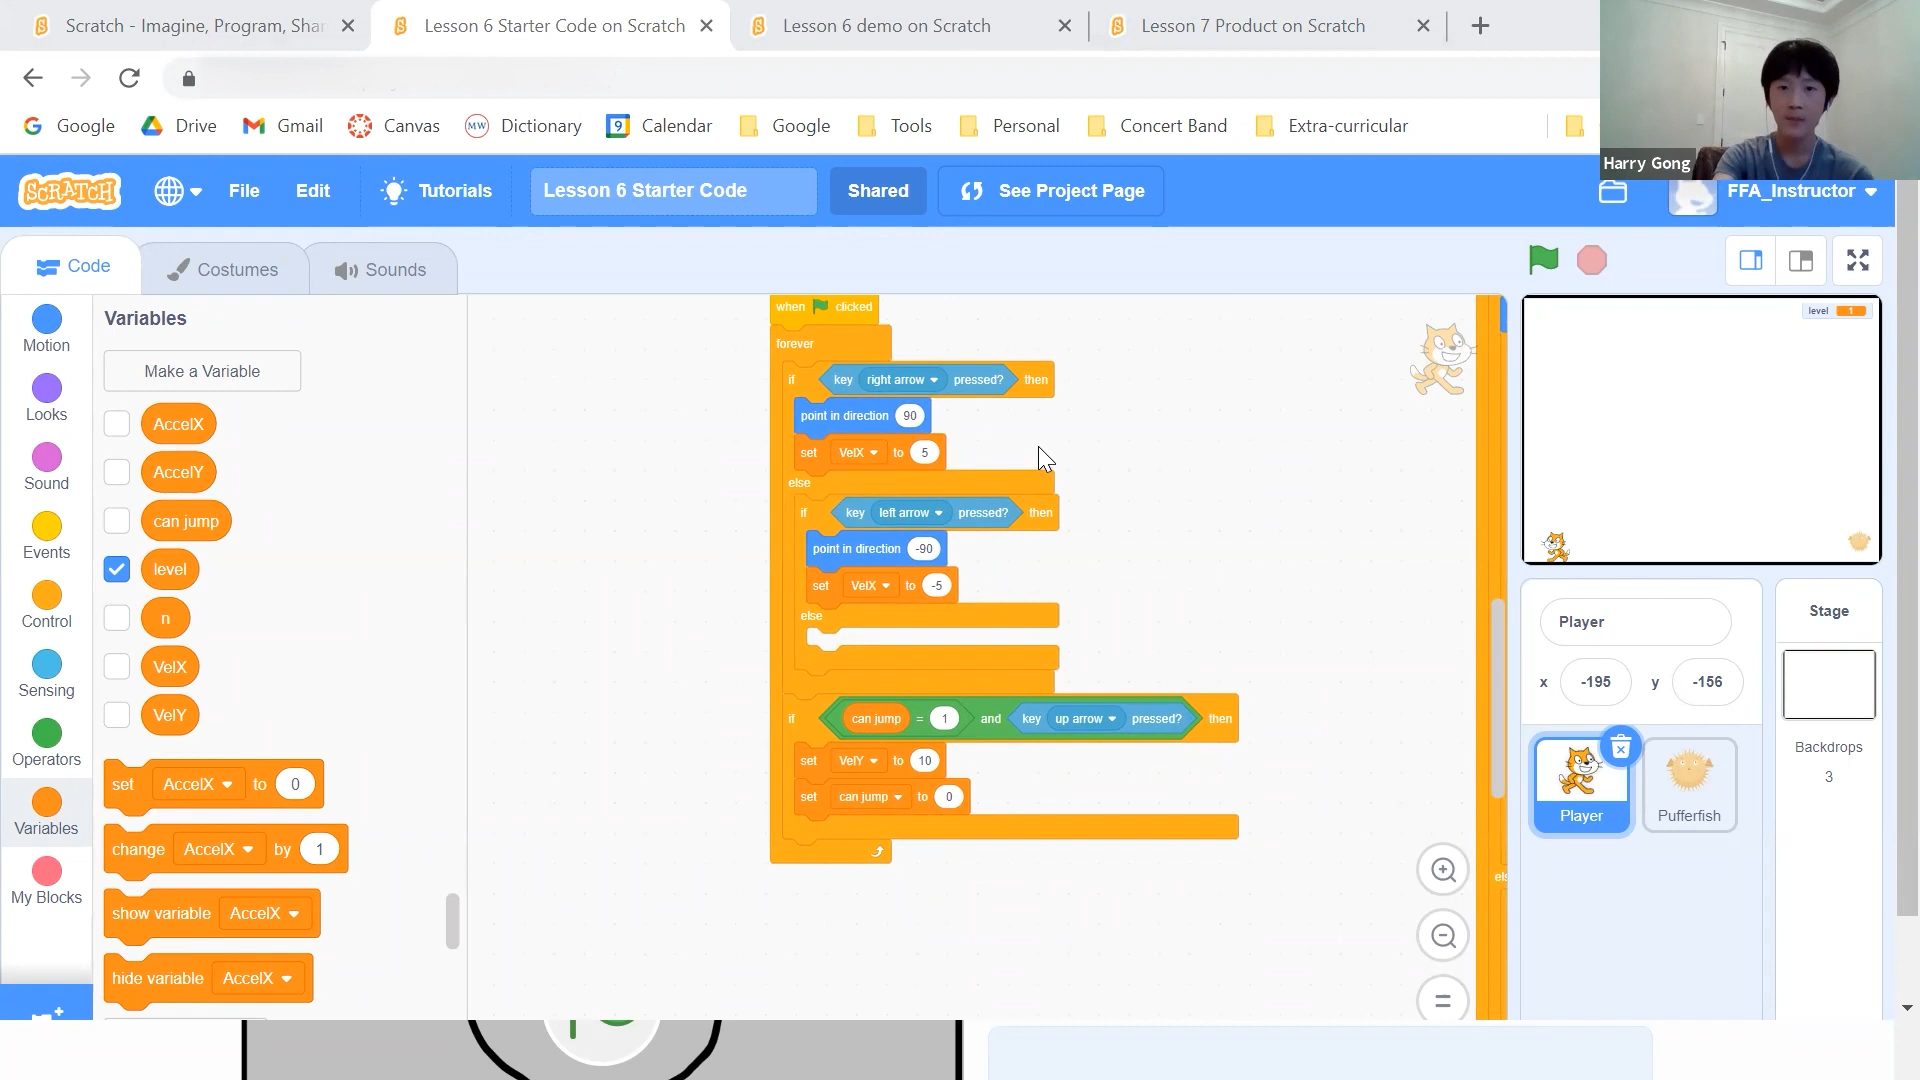 Scratch - Imagine, Program, Shar
Lesson 6 Starter Code on Scratch
Lesson 6 demo on Scratch
Lesson 7 Product on Scratch
Google
Drive
Gmail
Canvas
MW Dictionary
9 Calendar
Google
Tools
Personal
Concert Band
Extra-curricular
Harry Gong
SCRATCH
File
Edit
Tutorials
Lesson 6 Starter Code
Shared
See Project Page
FFA_Instructor
Code
Costumes
Sounds
Motion
Looks
Sound
Events
Control
Sensing
Operators
Variables
My Blocks
Variables
Make a Variable
AccelX
AccelY
can jump
level
n
VelX
VelY
set AccelX to 0
change AccelX by 1
show variable AccelX
hide variable AccelX
when clicked
forever
if key right arrow pressed? then
point in direction 90
set VelX to 5
else
if key left arrow pressed? then
point in direction -90
set VelX to -5
else
if can jump = 1 and key up arrow pressed? then
set VelY to 10
set can jump to 0
els
level 1
Player
x -195 y -156
Player
Pufferfish
Stage
Backdrops
3